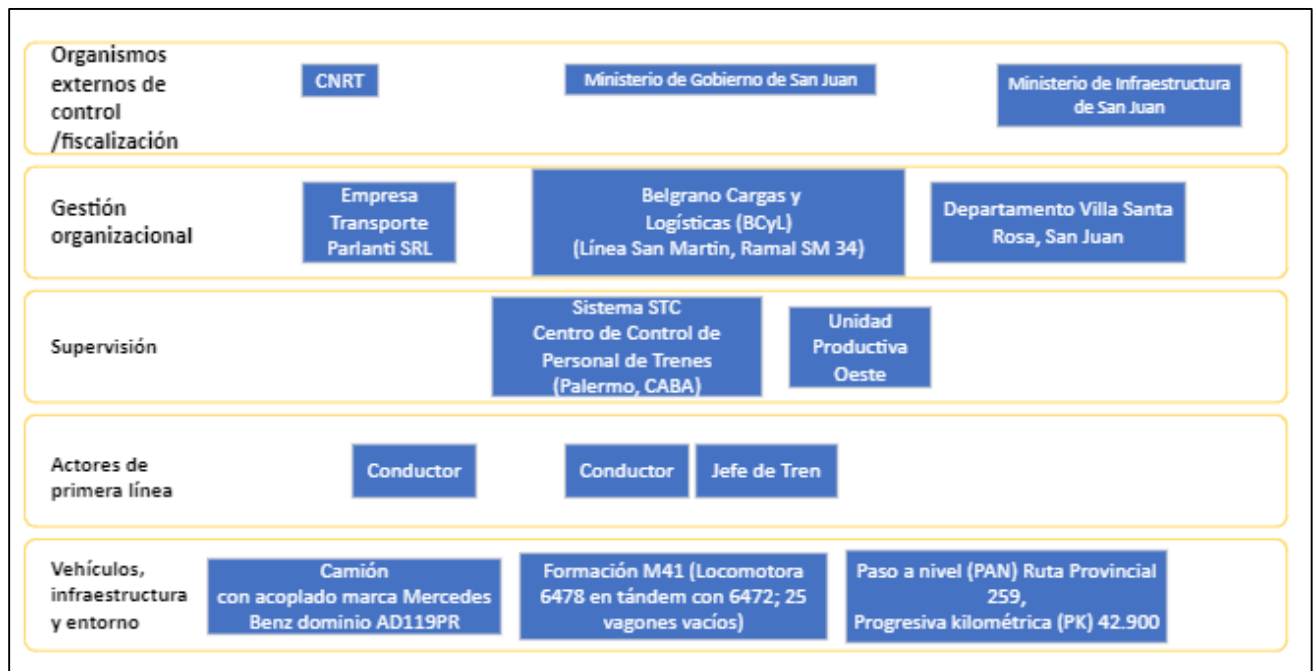 Organismos
externos de
control
/fiscalización
CNRT
Ministerio de Gobierno de San Juan
Ministerio de Infraestructura
de San Juan
Gestión
organizacional
Empresa
Transporte
Parlanti SRL
Belgrano Cargas y
Logísticas (BCyL)
(Línea San Martin, Ramal SM 34)
Departamento Villa Santa
Rosa, San Juan
Supervisión
Sistema STC
Centro de Control de
Personal de Trenes
(Palermo, CABA)
Unidad
Productiva
Oeste
Actores de
primera línea
Conductor
Conductor
Jefe de Tren
Vehículos,
infraestructura
y entorno
Camión
con acoplado marca Mercedes
Benz dominio AD119PR
Formación M41 (Locomotora
6478 en tándem con 6472; 25
vagones vacíos)
Paso a nivel (PAN) Ruta Provincial
259,
Progresiva kilométrica (PK) 42.900